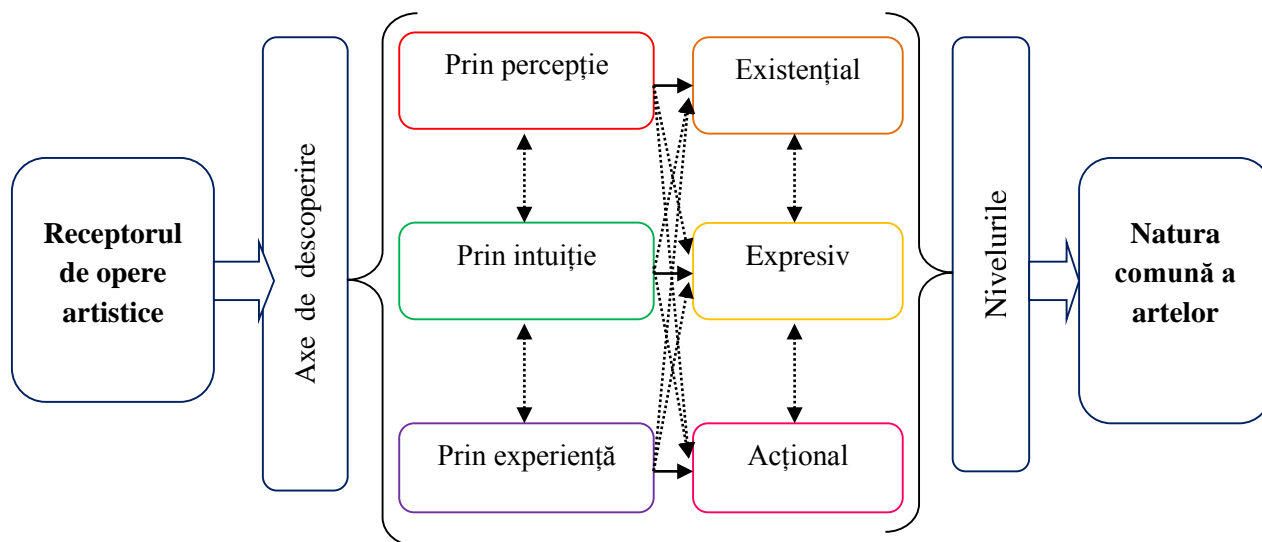 Receptorul
de opere
artistice
Axe de descoperire
Prin percepție
Prin intuiție
Prin experiență
Existențial
Expresiv
Acțional
Nivelurile
Natura
comună a
artelor